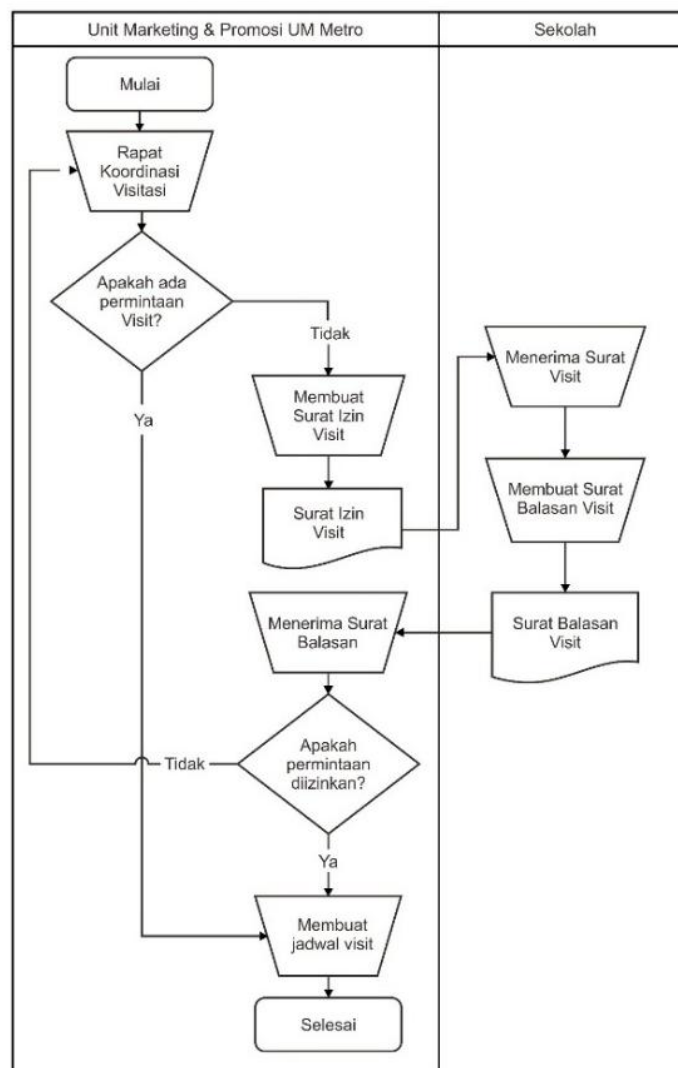 Unit Marketing & Promosi UM Metro
Sekolah
Mulai
Rapat
Koordinasi
Visitasi
Apakah ada
permintaan
Visit?
Tidak
Ya
Membuat
Surat Izin
Visit
Surat Izin
Visit
Menerima Surat
Visit
Membuat Surat
Balasan Visit
Surat Balasan
Visit
Menerima Surat
Balasan
Apakah
permintaan
diizinkan?
Tidak
Ya
Membuat
jadwal visit
Selesai